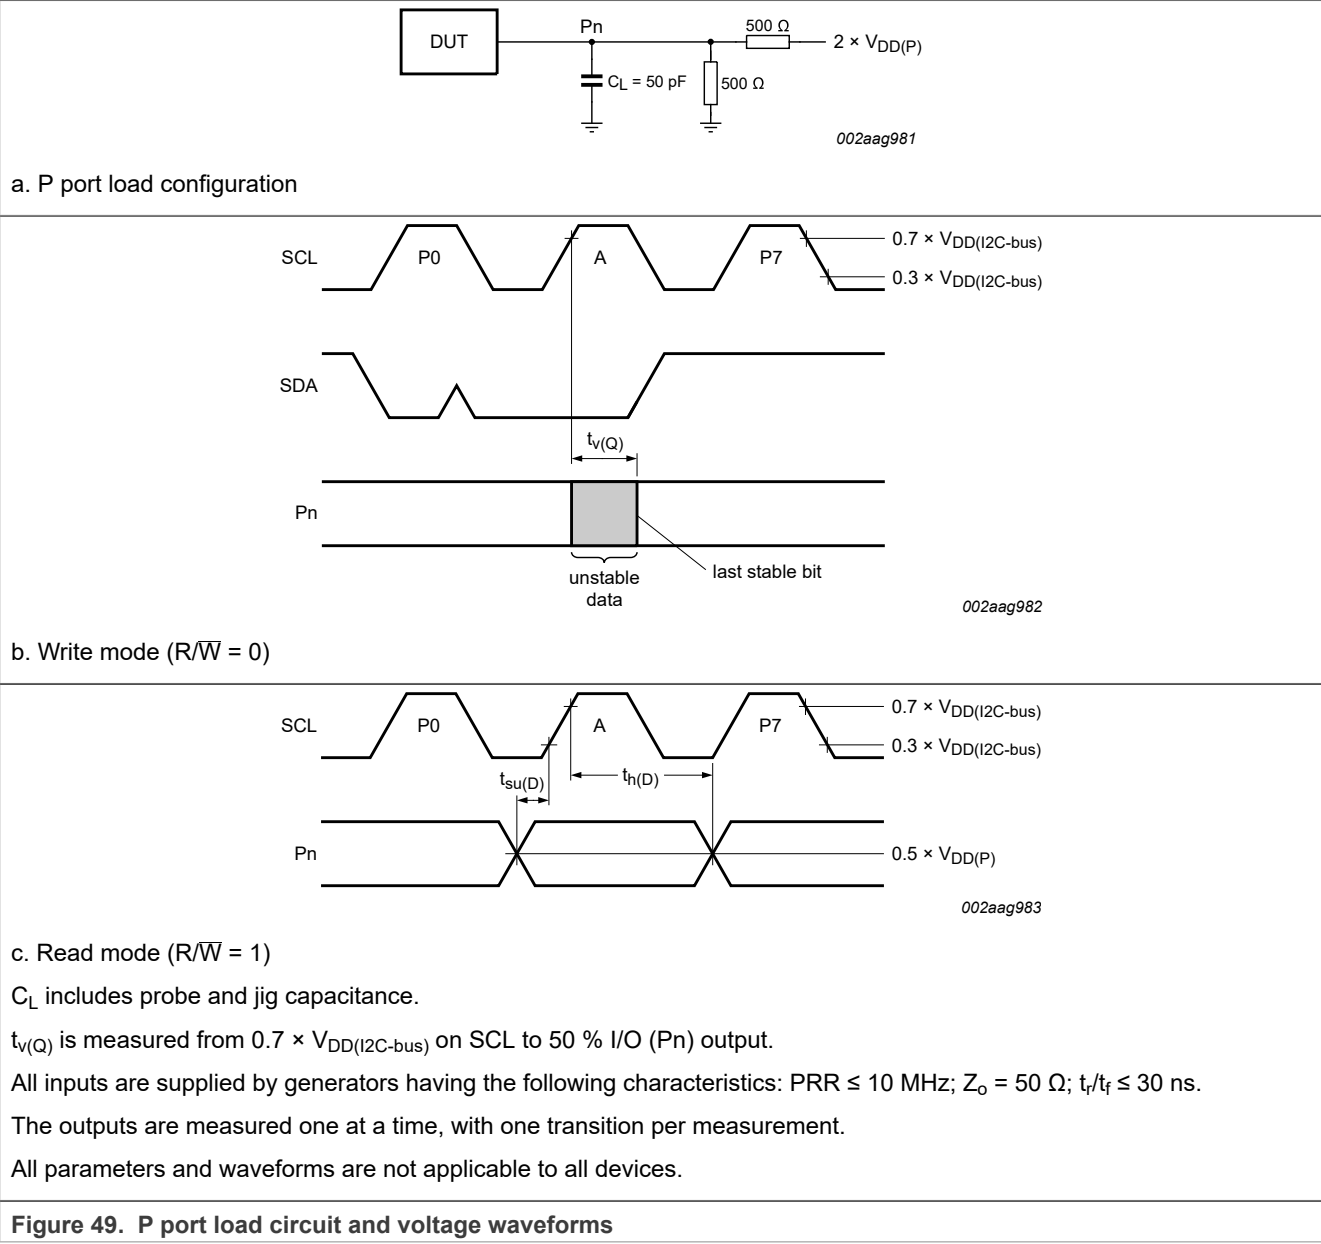 DUT
Pn
500 Ω
2 × VDD(P)
CL = 50 pF
500 Ω
002aag981
a. P port load configuration
SCL
P0
A
P7
0.7 × VDD(I2C-bus)
0.3 × VDD(I2C-bus)
SDA
tv(Q)
Pn
unstable
data
last stable bit
002aag982
b. Write mode (R/W̅ = 0)
SCL
P0
A
P7
0.7 × VDD(I2C-bus)
0.3 × VDD(I2C-bus)
tsu(D)
th(D)
Pn
0.5 × VDD(P)
002aag983
c. Read mode (R/W̅ = 1)
CL includes probe and jig capacitance.
tv(Q) is measured from 0.7 × VDD(I2C-bus) on SCL to 50 % I/O (Pn) output.
All inputs are supplied by generators having the following characteristics: PRR ≤ 10 MHz; Zo = 50 Ω; tr/tf ≤ 30 ns.
The outputs are measured one at a time, with one transition per measurement.
All parameters and waveforms are not applicable to all devices.
Figure 49. P port load circuit and voltage waveforms